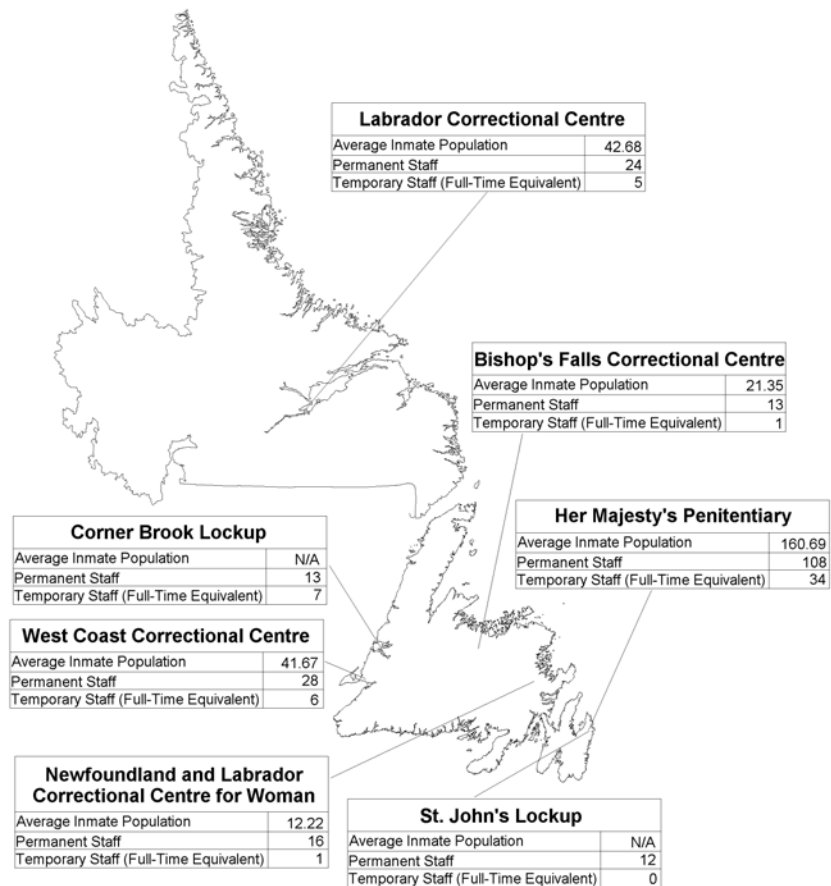 Labrador Correctional Centre
Average Inmate Population 42.68
Permanent Staff 24
Temporary Staff (Full-Time Equivalent) 5
Bishop's Falls Correctional Centre
Average Inmate Population 21.35
Permanent Staff 13
Temporary Staff (Full-Time Equivalent) 1
Corner Brook Lockup
Average Inmate Population N/A
Permanent Staff 13
Temporary Staff (Full-Time Equivalent) 7
Her Majesty's Penitentiary
Average Inmate Population 160.69
Permanent Staff 108
Temporary Staff (Full-Time Equivalent) 34
West Coast Correctional Centre
Average Inmate Population 41.67
Permanent Staff 28
Temporary Staff (Full-Time Equivalent) 6
Newfoundland and Labrador
Correctional Centre for Woman
Average Inmate Population 12.22
Permanent Staff 16
Temporary Staff (Full-Time Equivalent) 1
St. John's Lockup
Average Inmate Population N/A
Permanent Staff 12
Temporary Staff (Full-Time Equivalent) 0